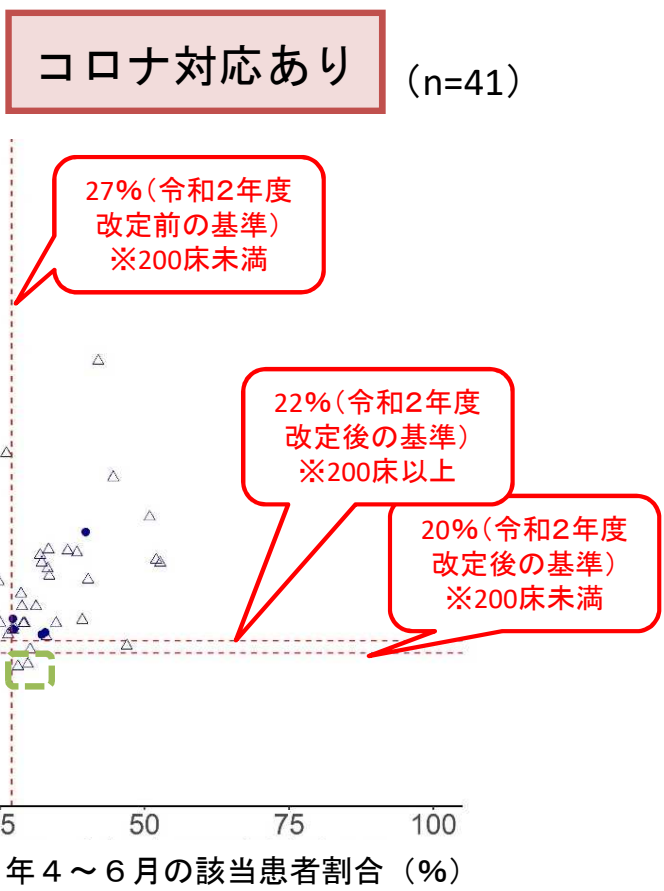 コロナ対応あり (n=41)
27%(令和2年度
改定前の基準)
※200床未満
22%(令和2年度
改定後の基準)
※200床以上
20%(令和2年度
改定後の基準)
※200床未満
5 50 75 100
年4~6月の該当患者割合(%)